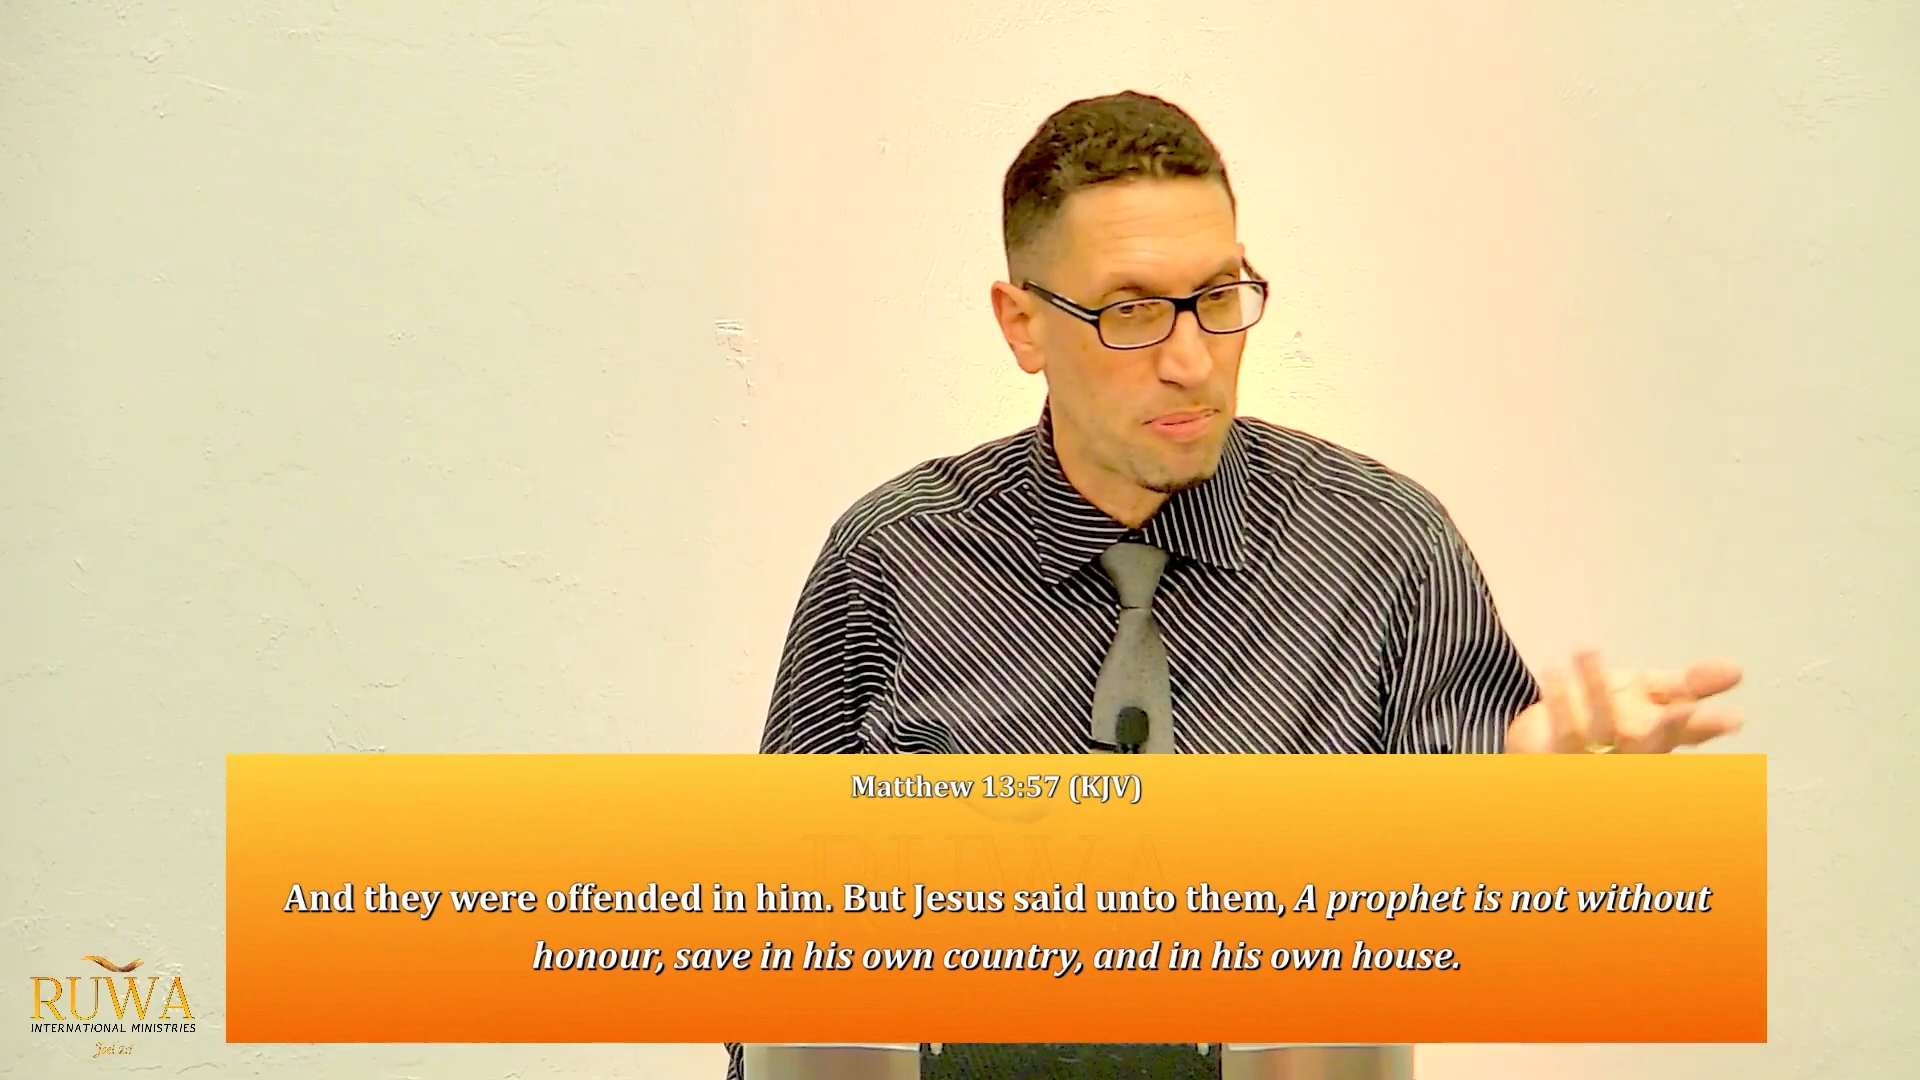 Matthew 13:57 (KJV)
And they were offended in him. But Jesus said unto them, A prophet is not without
honour, save in his own country, and in his own house.
RUWA
RUWA
INTERNATIONAL MINISTRIES